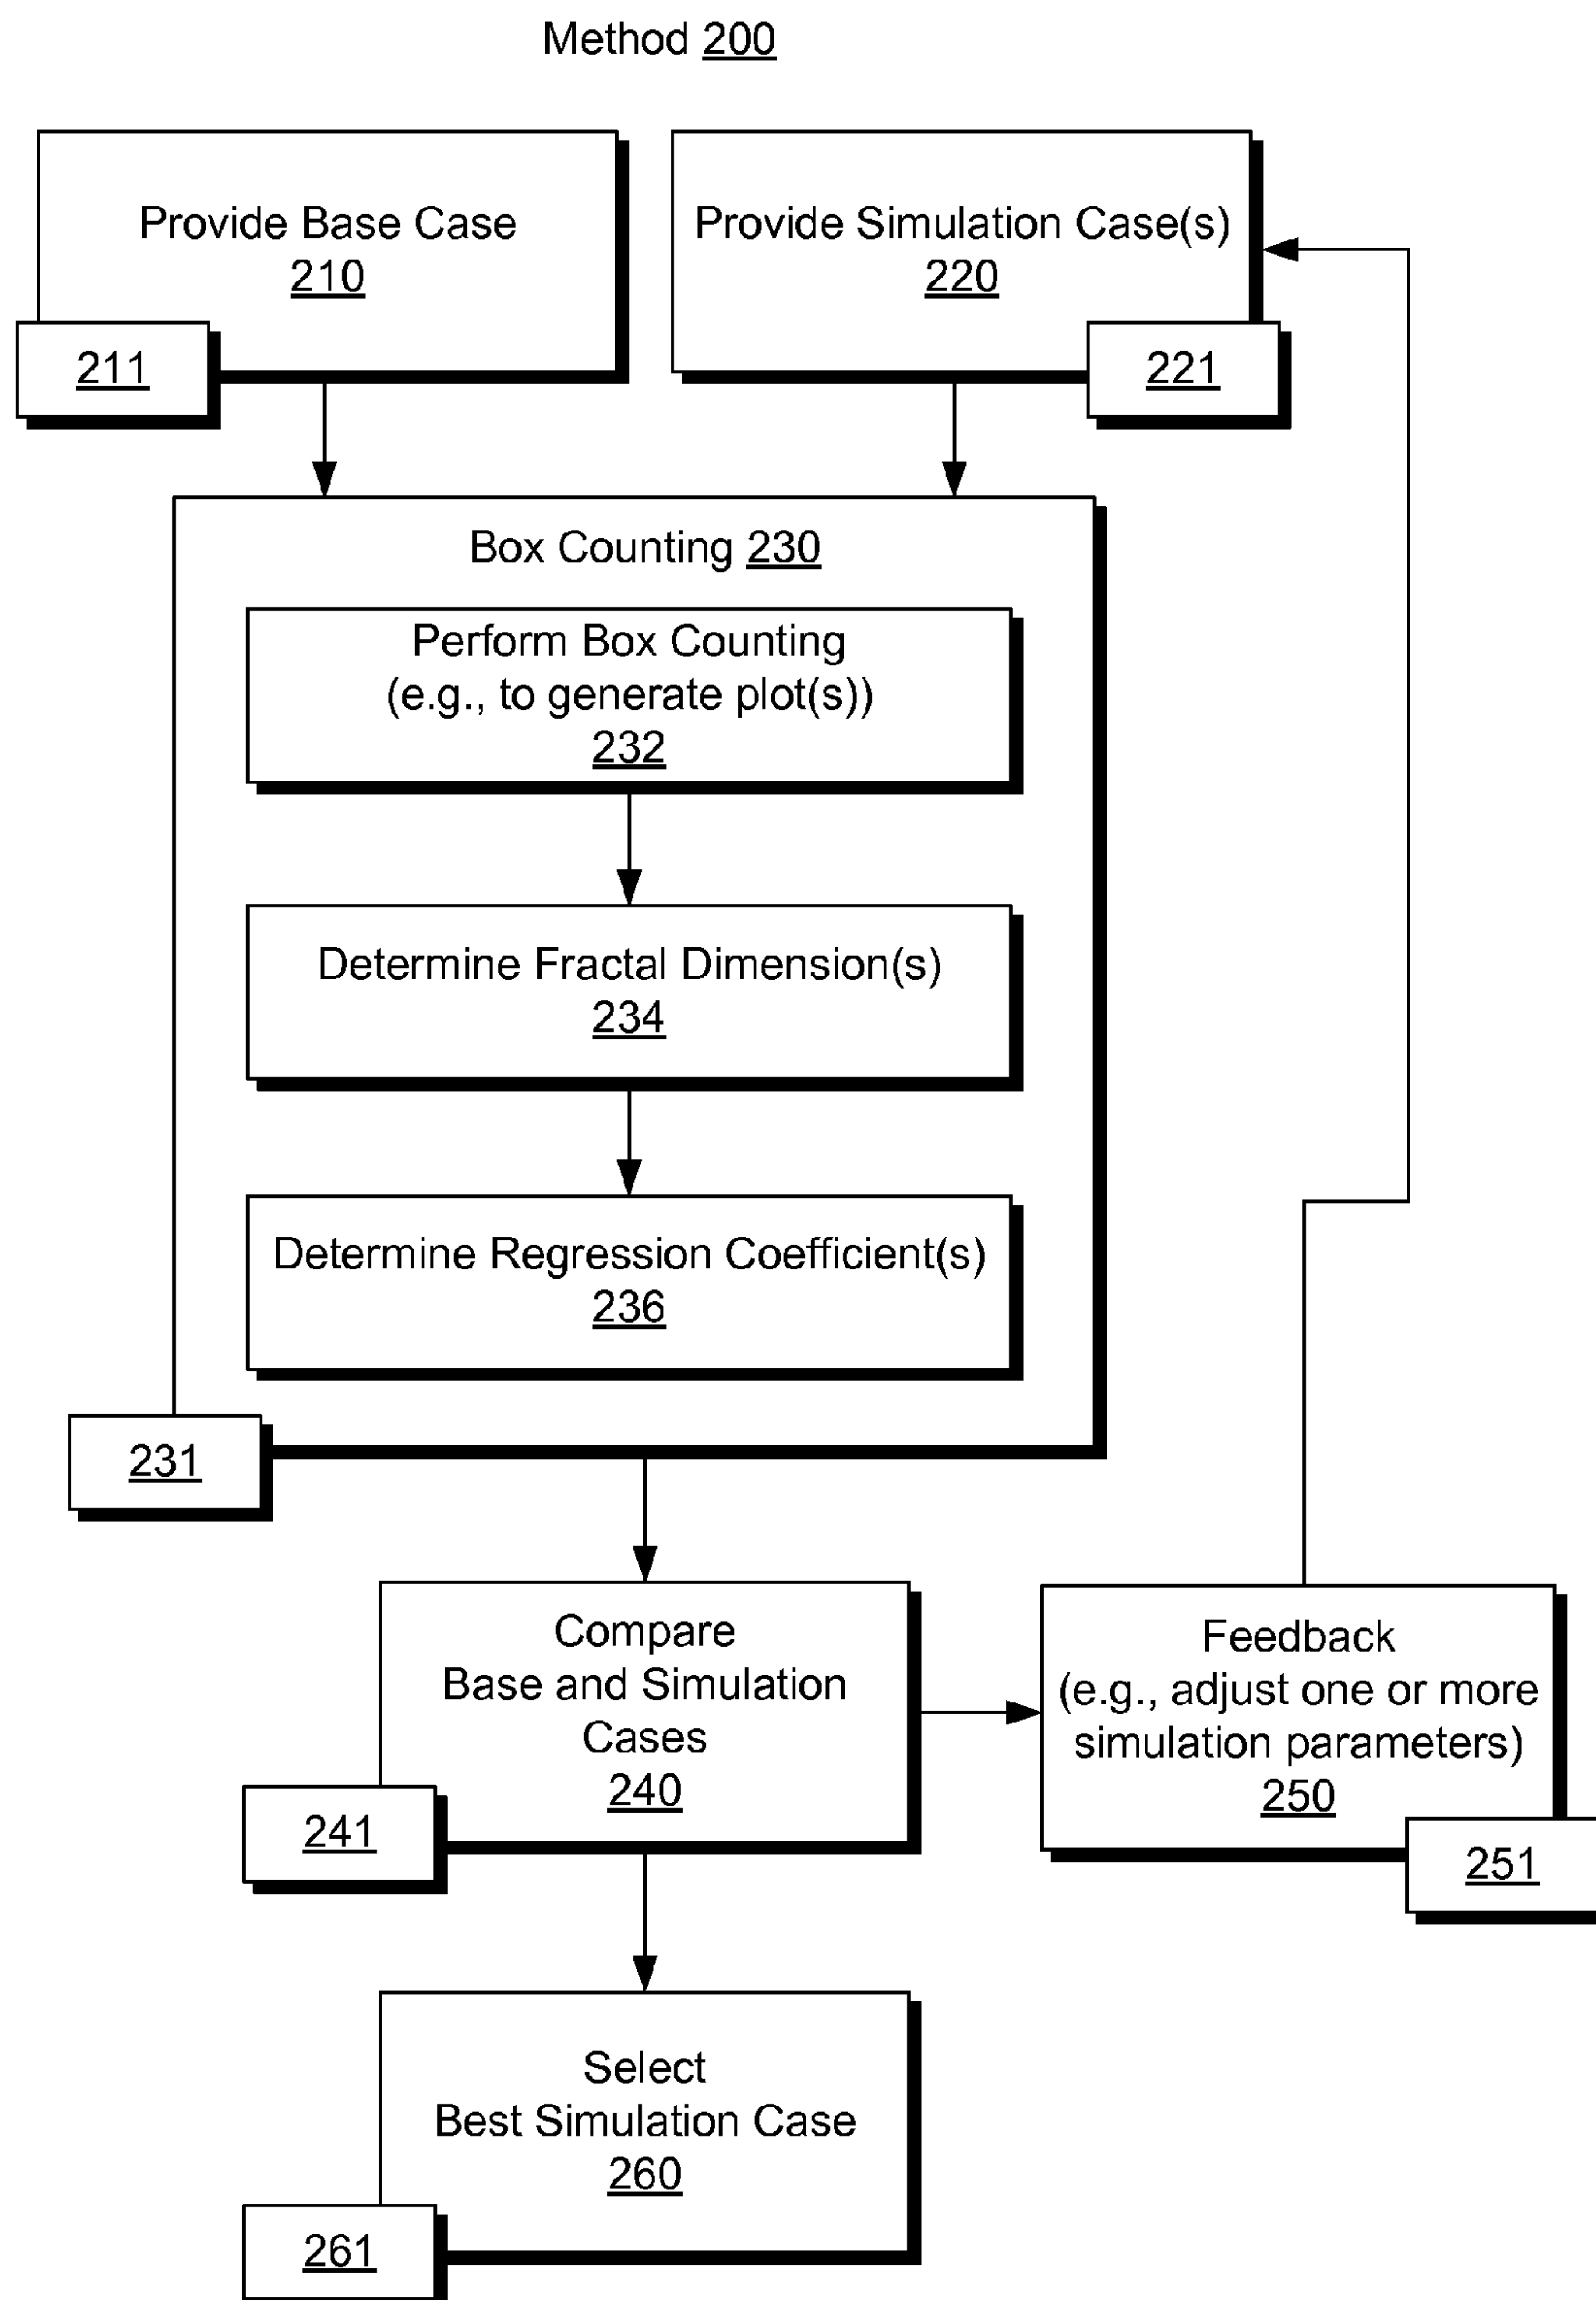 Method 200
Provide Base Case
210
211
Provide Simulation Case(s)
220
221
Box Counting 230
Perform Box Counting
(e.g., to generate plot(s))
232
Determine Fractal Dimension(s)
234
Determine Regression Coefficient(s)
236
231
Compare
Base and Simulation
Cases
240
241
Feedback
(e.g., adjust one or more
simulation parameters)
250
251
Select
Best Simulation Case
260
261